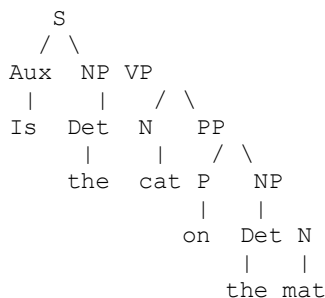 S
/ \
Aux NP VP
| | / \
Is Det N PP
| | / \
the cat P NP
| |
on Det N
| |
the mat